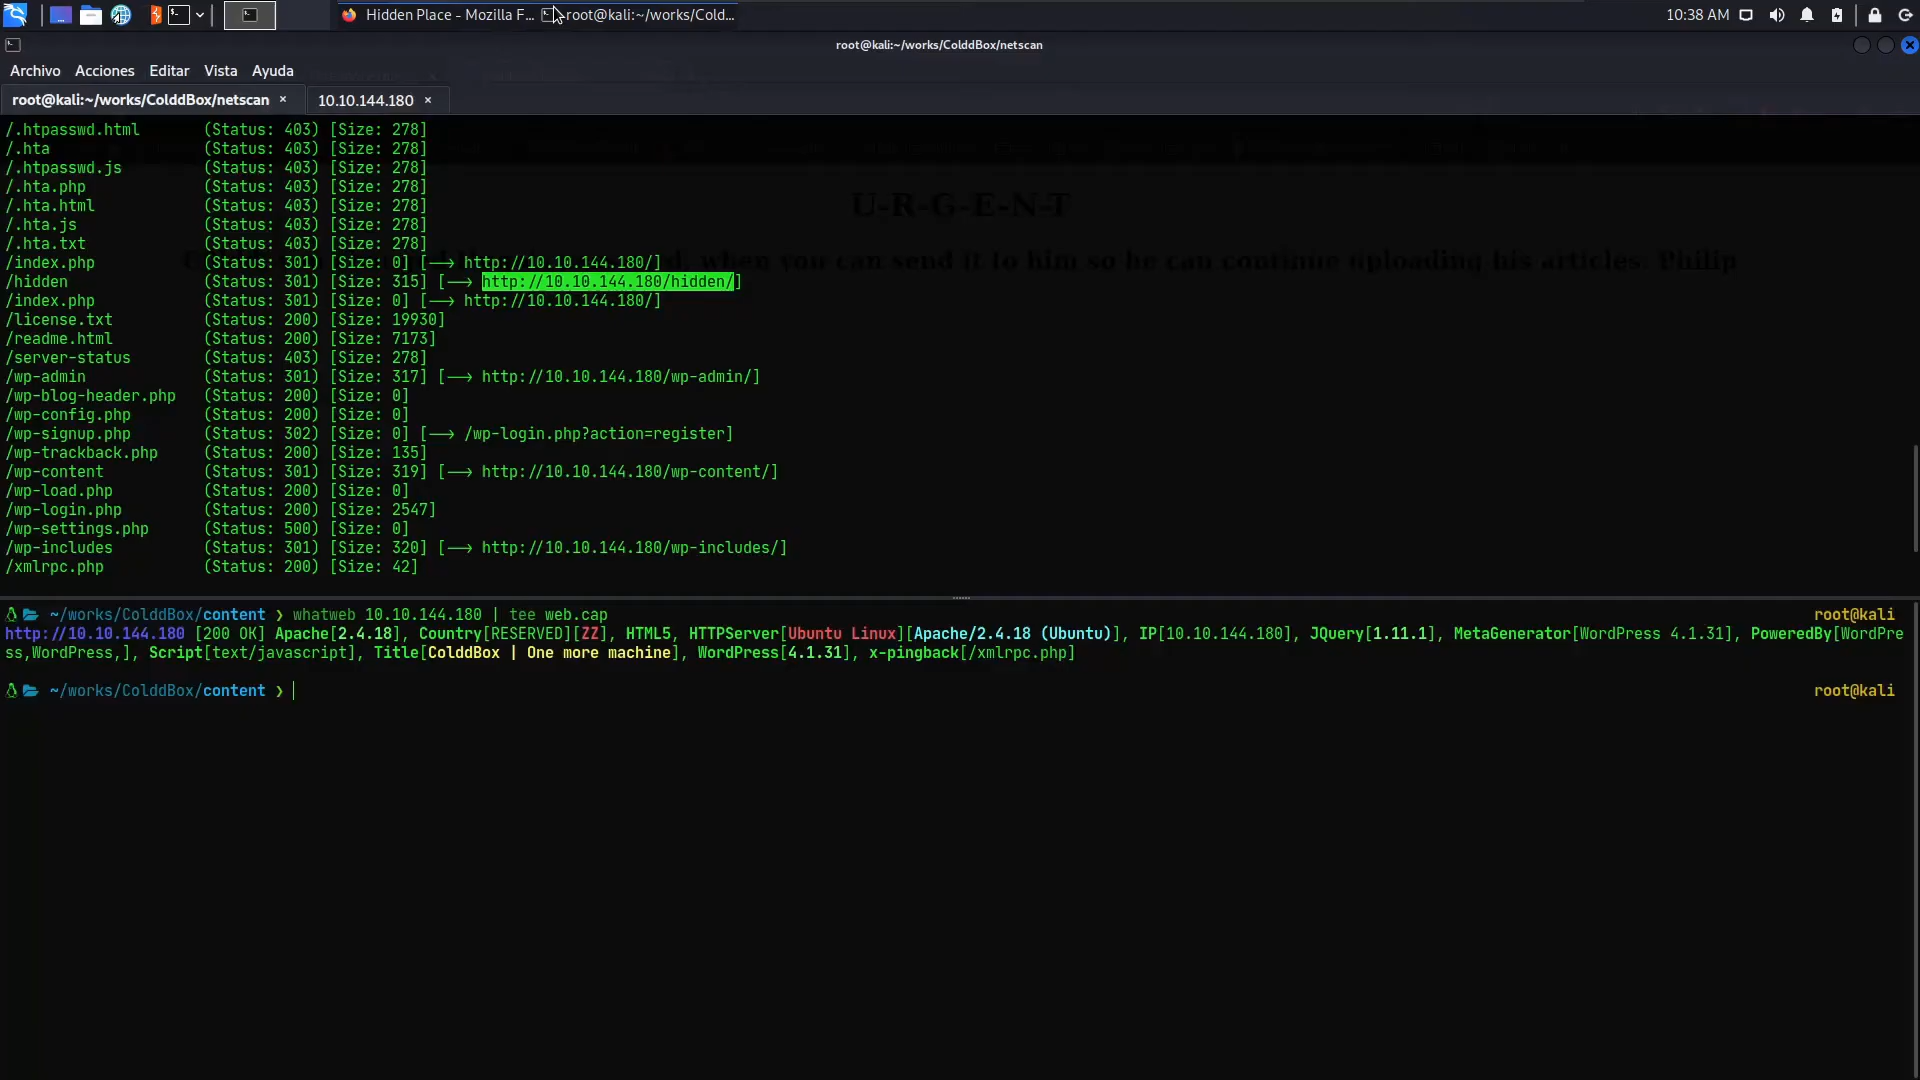 Hidden Place - Mozilla F...
root@kali:~/works/Cold...
10:38 AM
root@kali:~/works/ColddBox/netscan
Archivo Acciones Editar Vista Ayuda
root@kali:~/works/ColddBox/netscan × 10.10.144.180 ×
/.htpasswd.html (Status: 403) [Size: 278]
/.hta (Status: 403) [Size: 278]
/.htpasswd.js (Status: 403) [Size: 278]
/.hta.php (Status: 403) [Size: 278]
/.hta.html (Status: 403) [Size: 278]
/.hta.js (Status: 403) [Size: 278]
/.hta.txt (Status: 403) [Size: 278]
/index.php (Status: 301) [Size: 0] [--> http://10.10.144.180/]
/hidden (Status: 301) [Size: 315] [--> http://10.10.144.180/hidden/]
/index.php (Status: 301) [Size: 0] [--> http://10.10.144.180/]
/license.txt (Status: 200) [Size: 19930]
/readme.html (Status: 200) [Size: 7173]
/server-status (Status: 403) [Size: 278]
/wp-admin (Status: 301) [Size: 317] [--> http://10.10.144.180/wp-admin/]
/wp-blog-header.php (Status: 200) [Size: 0]
/wp-config.php (Status: 200) [Size: 0]
/wp-signup.php (Status: 302) [Size: 0] [--> /wp-login.php?action=register]
/wp-trackback.php (Status: 200) [Size: 135]
/wp-content (Status: 301) [Size: 319] [--> http://10.10.144.180/wp-content/]
/wp-load.php (Status: 200) [Size: 0]
/wp-login.php (Status: 200) [Size: 2547]
/wp-settings.php (Status: 500) [Size: 0]
/wp-includes (Status: 301) [Size: 320] [--> http://10.10.144.180/wp-includes/]
/xmlrpc.php (Status: 200) [Size: 42]
U-R-G-E-N-T
when you can send it to him so he can continue uploading his articles. Philip
~/works/ColddBox/content ❯ whatweb 10.10.144.180 | tee web.cap root@kali
http://10.10.144.180 [200 OK] Apache[2.4.18], Country[RESERVED][ZZ], HTML5, HTTPServer[Ubuntu Linux][Apache/2.4.18 (Ubuntu)], IP[10.10.144.180], JQuery[1.11.1], MetaGenerator[WordPress 4.1.31], PoweredBy[WordPre
ss,WordPress,], Script[text/javascript], Title[ColddBox | One more machine], WordPress[4.1.31], x-pingback[/xmlrpc.php]
~/works/ColddBox/content ❯ root@kali